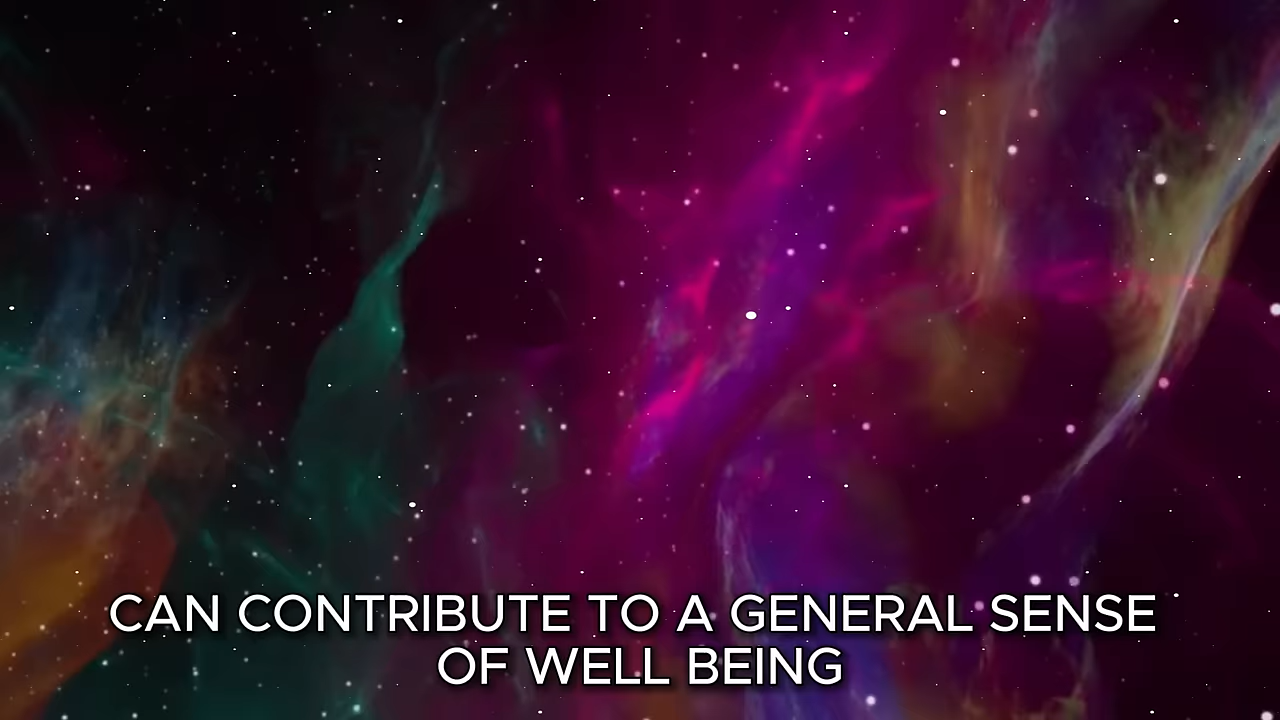 CAN CONTRIBUTE TO A GENERAL SENSE
OF WELL BEING